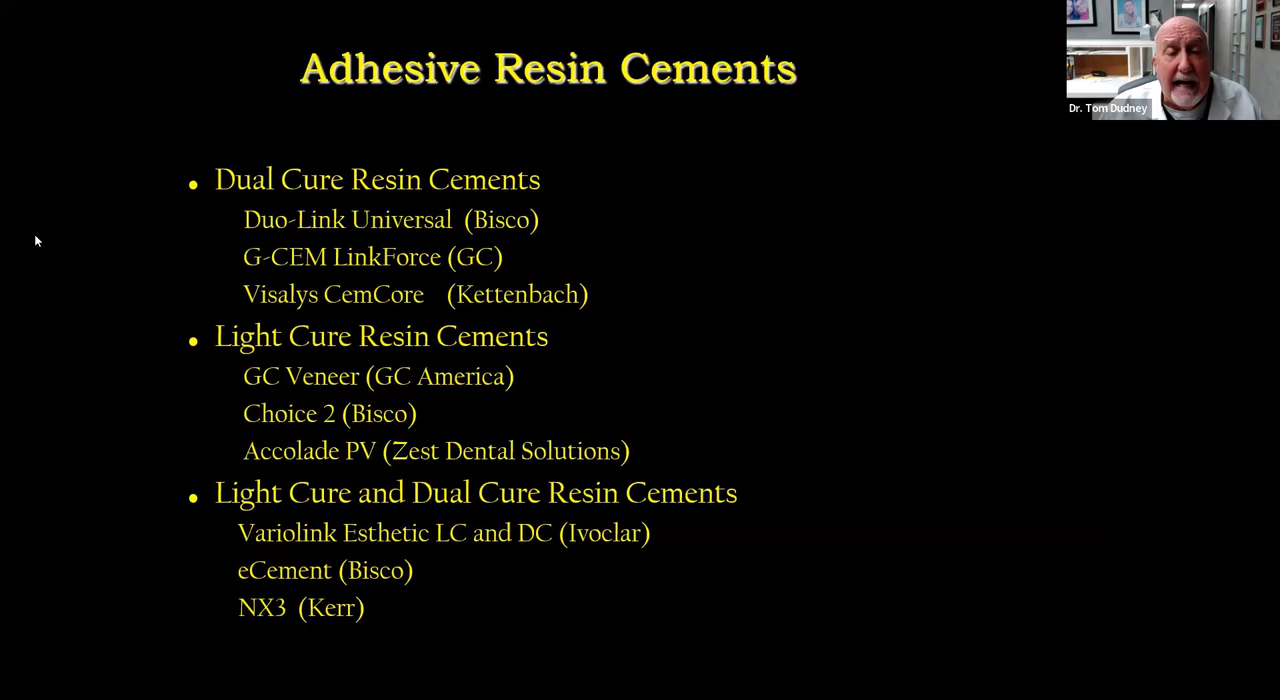 Adhesive Resin Cements
Dr. Tom Dudney
• Dual Cure Resin Cements
Duo-Link Universal (Bisco)
G-CEM LinkForce (GC)
Visalys CemCore (Kettenbach)
• Light Cure Resin Cements
GC Veneer (GC America)
Choice 2 (Bisco)
Accolade PV (Zest Dental Solutions)
• Light Cure and Dual Cure Resin Cements
Variolink Esthetic LC and DC (Ivoclar)
eCement (Bisco)
NX3 (Kerr)